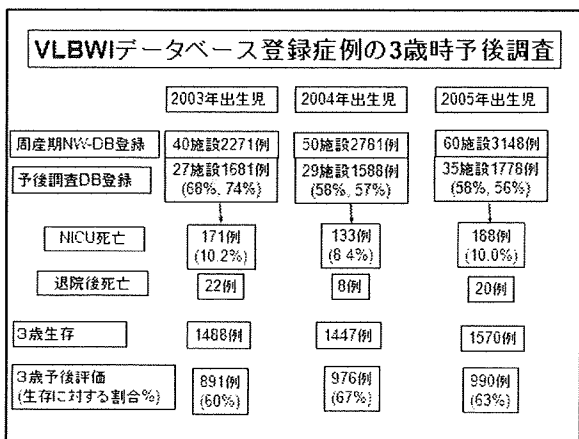 VLBWIデータベース登録症例の3歳時予後調査
2003年出生児 2004年出生児 2005年出生児
周産期NW-DB登録 40施設2271例 50施設2781例 60施設3148例
予後調査DB登録 27施設1681例 29施設1588例 35施設1778例
(68%, 74%) (58%, 57%) (58%, 56%)
NICU死亡 171例 133例 188例
(10.2%) (8.4%) (10.0%)
退院後死亡 22例 8例 20例
3歳生存 1488例 1447例 1570例
3歳予後評価 891例 976例 990例
(生存に対する割合%) (60%) (67%) (63%)